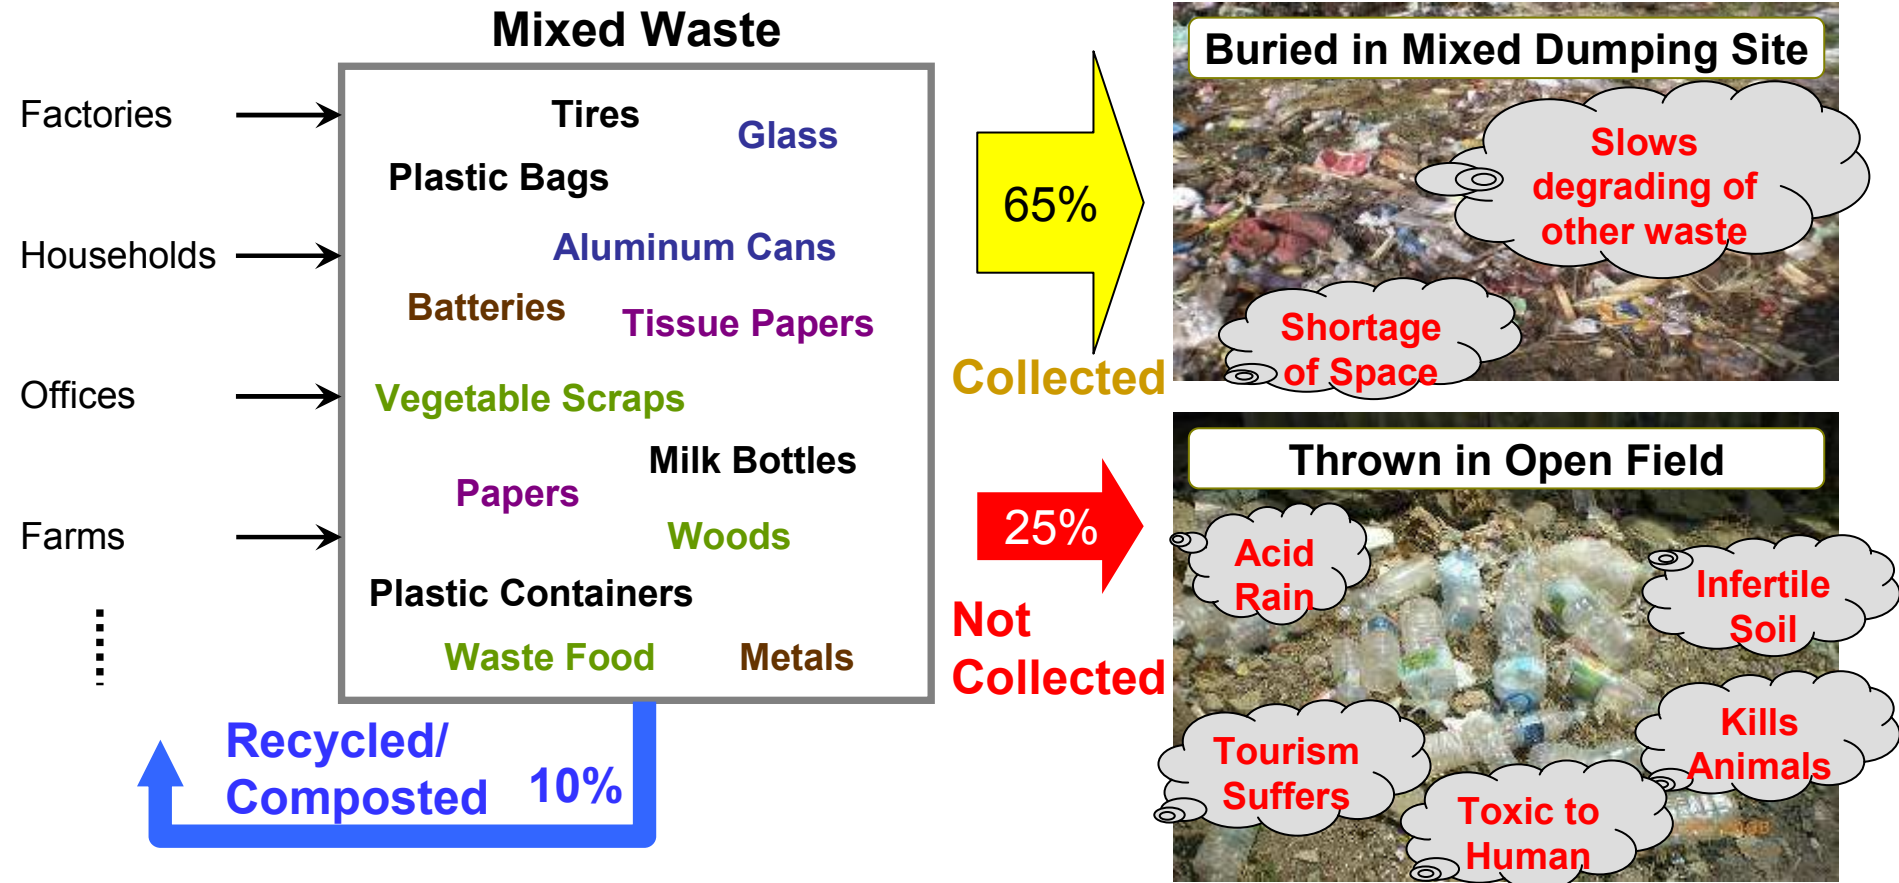 Mixed Waste
Factories
Households
Offices
Farms
Tires
Glass
Plastic Bags
Aluminum Cans
Batteries
Tissue Papers
Vegetable Scraps
Milk Bottles
Papers
Woods
Plastic Containers
Waste Food
Metals
Recycled/
Composted 10%
65%
Collected
25%
Not
Collected
Buried in Mixed Dumping Site
Slows
degrading of
other waste
Shortage
of Space
Thrown in Open Field
Acid
Rain
Infertile
Soil
Tourism
Suffers
Toxic to
Human
Kills
Animals